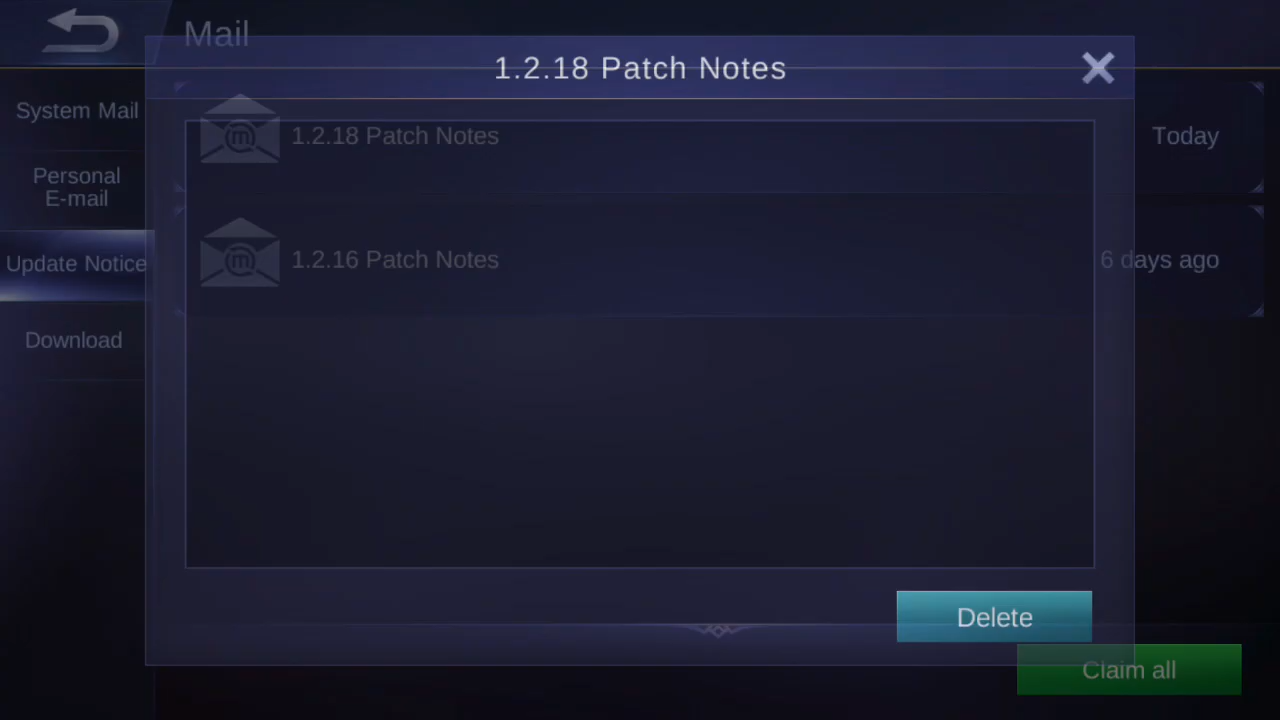 Mail
1.2.18 Patch Notes
System Mail
Personal
E-mail
Update Notice
Download
1.2.18 Patch Notes
Today
1.2.16 Patch Notes
6 days ago
Delete
Claim all